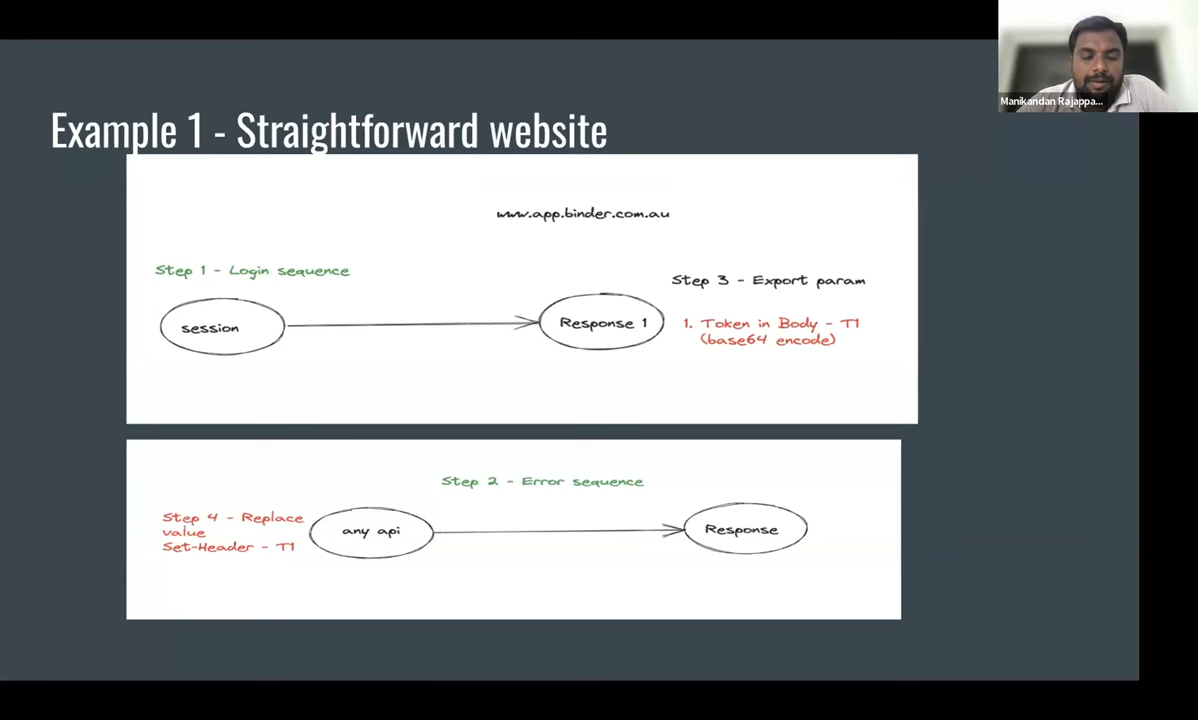 Manikandan Rajappa...
Example 1 - Straightforward website
www.app.binder.com.au
Step 1 - Login sequence
session
Response 1
Step 3 - Export param
1. Token in Body - T1
(base64 encode)
Step 2 - Error sequence
Step 4 - Replace
value
Set-Header - T1
any api
Response